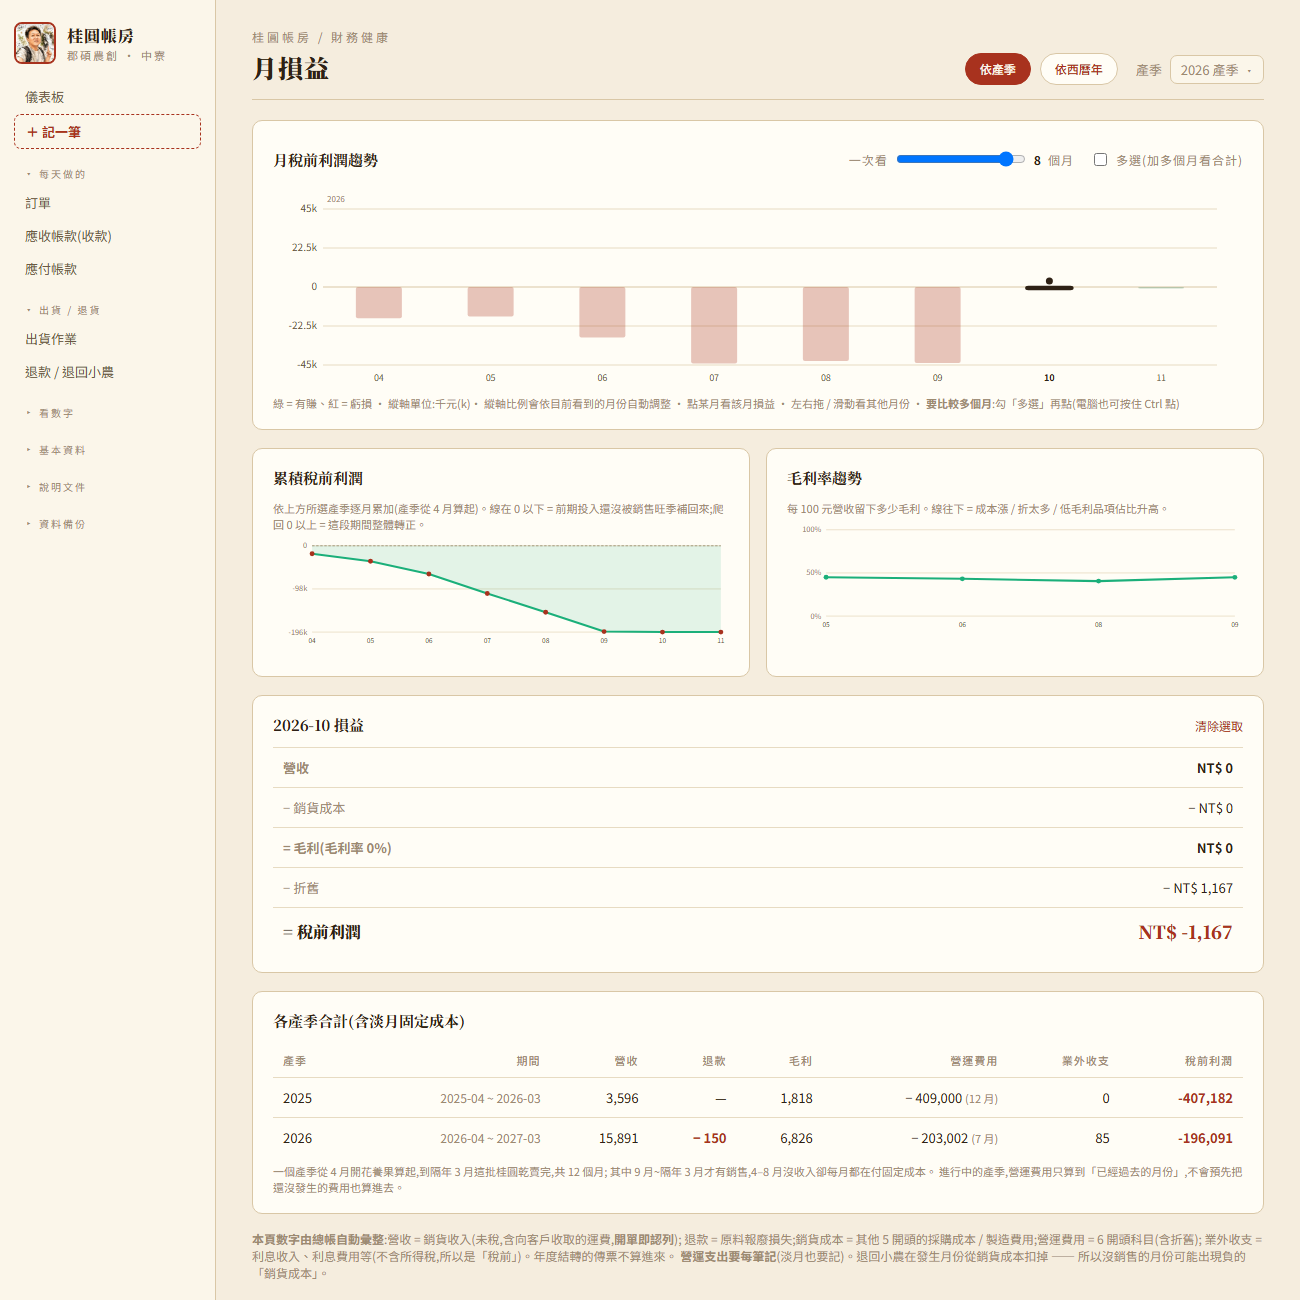 桂圓帳房
郡碩農創 · 中寮
儀表板
＋ 記一筆
每天做的
訂單
應收帳款(收款)
應付帳款
出貨 / 退貨
出貨作業
退款 / 退回小農
看數字
基本資料
說明文件
資料備份
桂圓帳房 / 財務健康
月損益
依產季
依西曆年
產季
2026 產季
月稅前利潤趨勢
一次看 8 個月
多選(加多個月看合計)
2026
45k
22.5k
0
-22.5k
-45k
04 05 06 07 08 09 10 11
綠 = 有賺、紅 = 虧損 · 縱軸單位:千元(k) · 縱軸比例會依目前看到的月份自動調整 · 點某月看該月損益 · 左右拖 / 滑動看其他月份 · 要比較多個月:勾「多選」再點(電腦也可按住 Ctrl 點)
累積稅前利潤
依上方所選產季逐月累加(產季從 4 月算起)。線在 0 以下 = 前期投入還沒被銷售旺季補回來;爬
回 0 以上 = 這段期間整體轉正。
0
-98k
-196k
04 05 06 07 08 09 10 11
毛利率趨勢
每 100 元營收留下多少毛利。線往下 = 成本漲 / 折太多 / 低毛利品項佔比升高。
100%
50%
0%
05 06 08 09
2026-10 損益
清除選取
營收 NT$ 0
− 銷貨成本 − NT$ 0
= 毛利(毛利率 0%) NT$ 0
− 折舊 − NT$ 1,167
= 稅前利潤 NT$ -1,167
各產季合計(含淡月固定成本)
產季 期間 營收 退款 毛利 營運費用 業外收支 稅前利潤
2025 2025-04 ~ 2026-03 3,596 — 1,818 − 409,000 (12 月) 0 -407,182
2026 2026-04 ~ 2027-03 15,891 − 150 6,826 − 203,002 (7 月) 85 -196,091
一個產季從 4 月開花養果算起,到隔年 3 月這批桂圓乾賣完,共 12 個月; 其中 9 月~隔年 3 月才有銷售,4–8 月沒收入卻每月都在付固定成本。 進行中的產季,營運費用只算到「已經過去的月份」,不會預先把
還沒發生的費用也算進去。
本頁數字由總帳自動彙整:營收 = 銷貨收入(未稅,含向客戶收取的運費,開單即認列); 退款 = 原料報廢損失;銷貨成本 = 其他 5 開頭的採購成本 / 製造費用;營運費用 = 6 開頭科目(含折舊); 業外收支 =
利息收入、利息費用等(不含所得稅,所以是「稅前」)。年度結轉的傳票不算進來。 營運支出要每筆記(淡月也要記)。退回小農在發生月份從銷貨成本扣掉 —— 所以沒銷售的月份可能出現負的
「銷貨成本」。